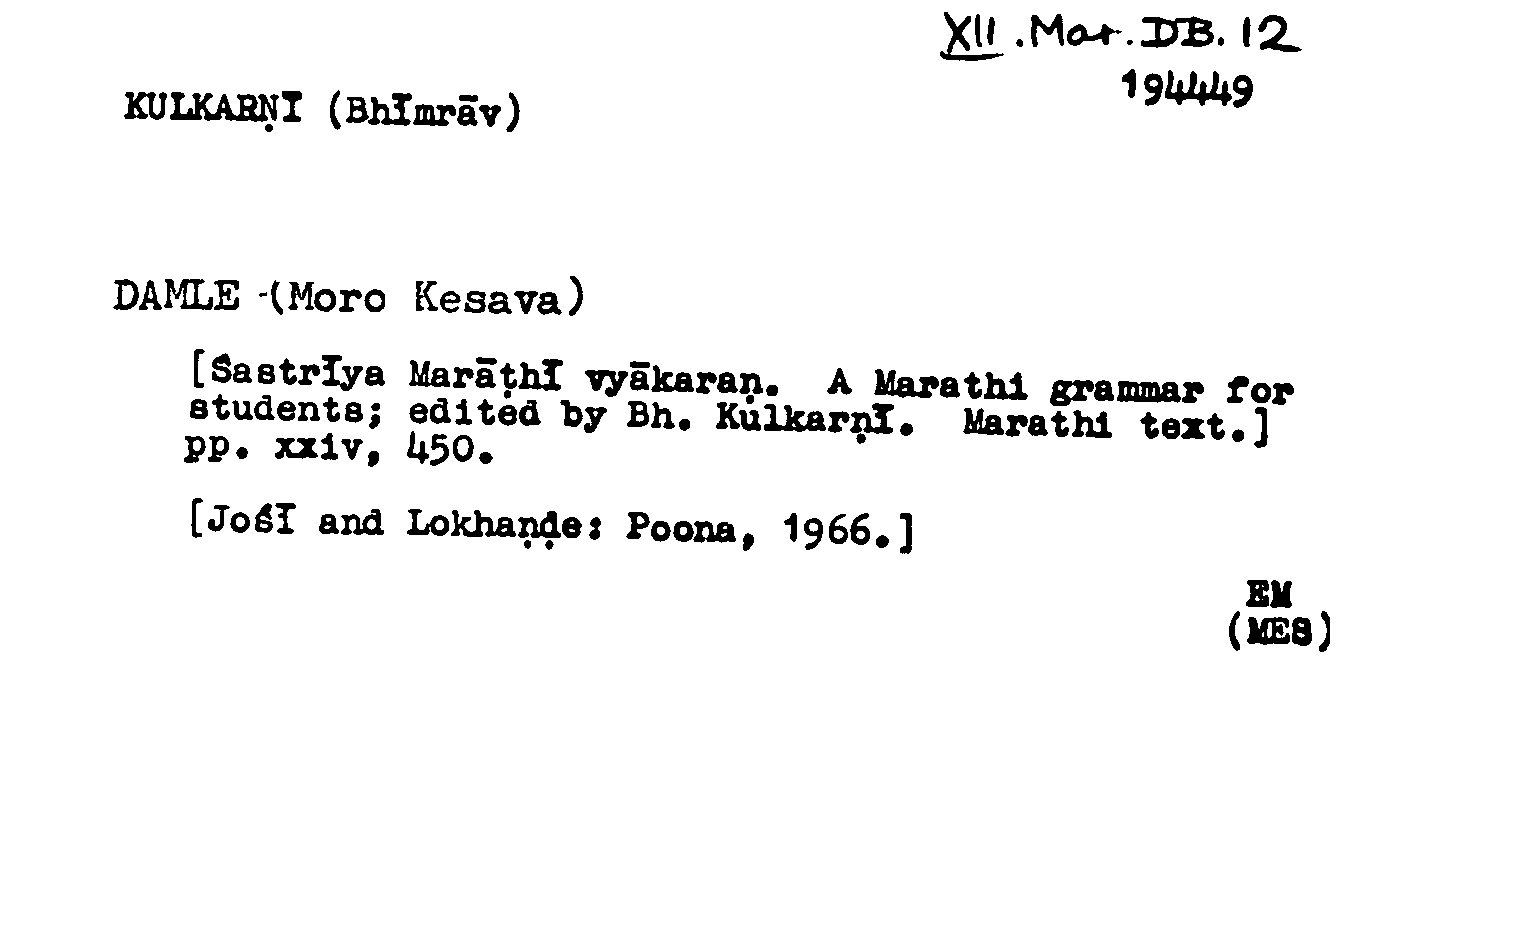 XII.Mar.DB.12
194449
KULKARṆĪ (Bhīmrāv)
DAMLE -(Moro Kesava)
[Śastrīya Marāṭhī vyākaraṇ. A Marathi grammar for
students; edited by Bh. Kulkarṇī. Marathi text.]
pp. xxiv, 450.
[Jośī and Lokhaṇḍe: Poona, 1966.]
EM
(MES)